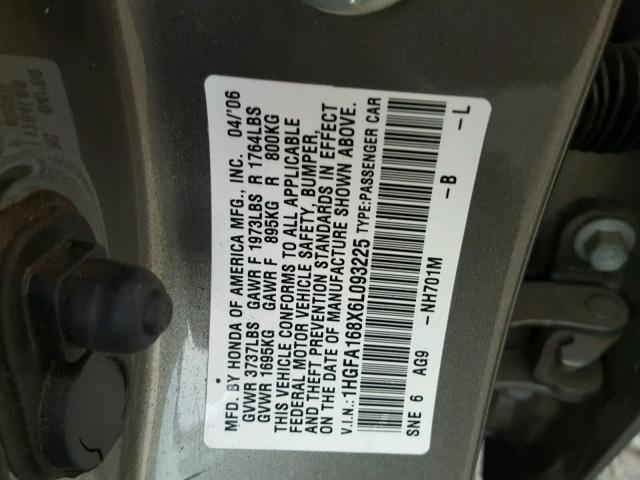 MFD. BY HONDA OF AMERICA MFG., INC. 04/'06
GVWR 3737LBS GAWR F 1973LBS R 1764LBS
GVWR 1695KG GAWR F 895KG R 800KG
THIS VEHICLE CONFORMS TO ALL APPLICABLE
FEDERAL MOTOR VEHICLE SAFETY, BUMPER,
AND THEFT PREVENTION STANDARDS IN EFFECT
ON THE DATE OF MANUFACTURE SHOWN ABOVE.
V.I.N.:1HGFA168X6L093225 TYPE:PASSENGER CAR
SNE 6 AG9 -NH701M -B -L